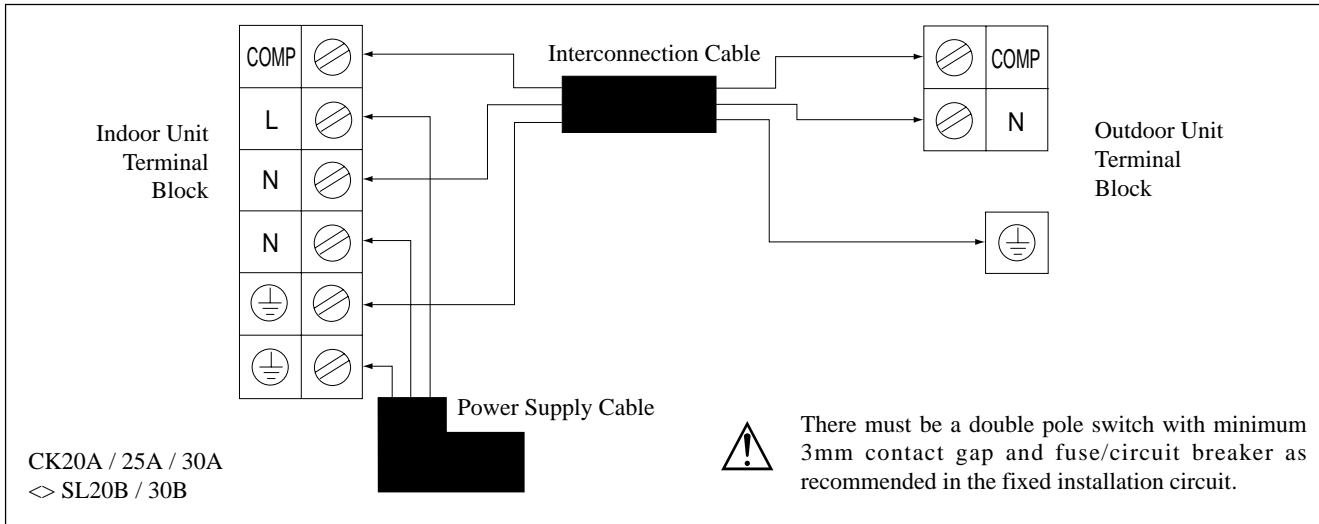 COMP
L
N
N
Indoor Unit
Terminal
Block
Interconnection Cable
COMP
N
Outdoor Unit
Terminal
Block
Power Supply Cable
CK20A / 25A / 30A
<> SL20B / 30B
There must be a double pole switch with minimum
3mm contact gap and fuse/circuit breaker as
recommended in the fixed installation circuit.